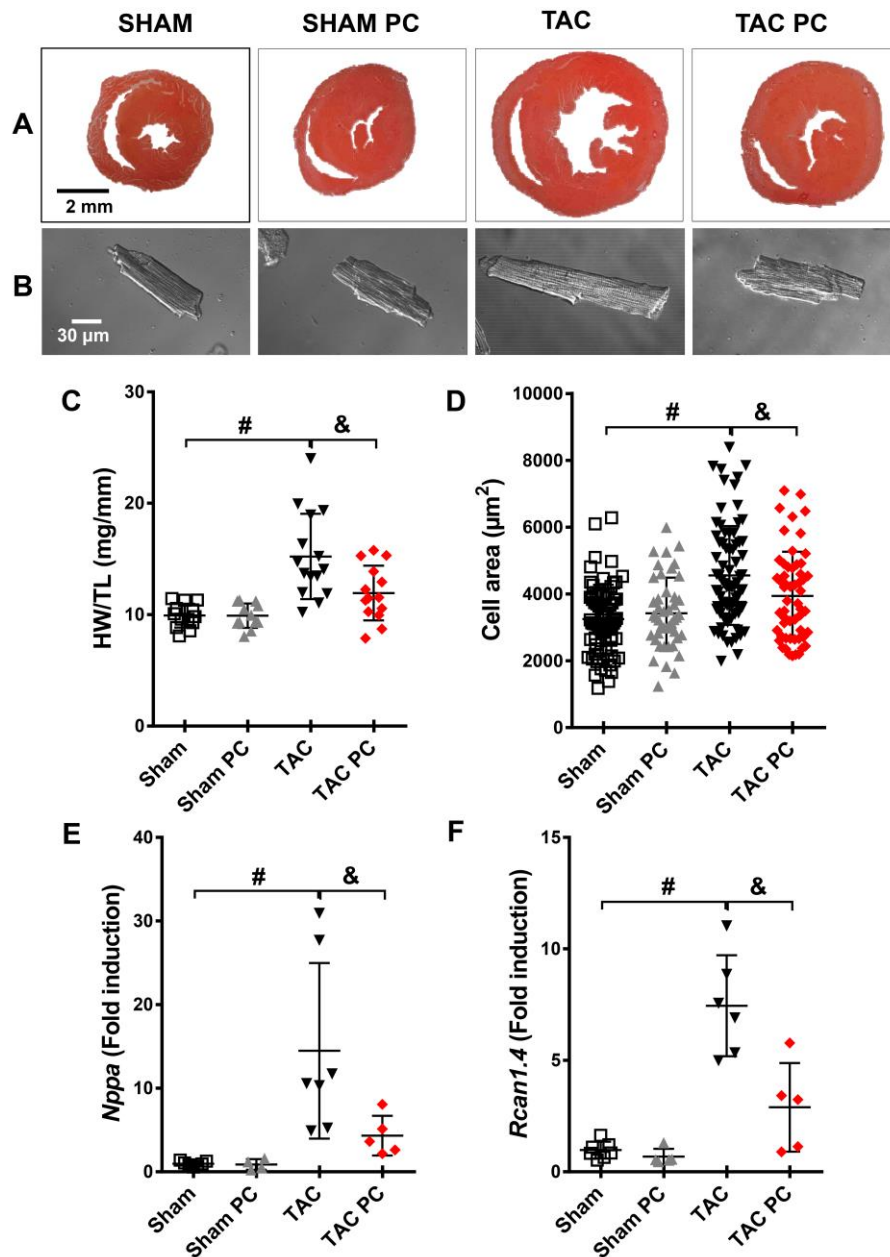 SHAM SHAM PC TAC TAC PC
A
2 mm
B
30 µm
C
HW/TL (mg/mm)
30
20
10
0
# &
Sham Sham PC TAC TAC PC
D
Cell area (µm²)
10000
8000
6000
4000
2000
0
# &
Sham Sham PC TAC TAC PC
E
Nppa (Fold induction)
40
30
20
10
0
# &
Sham Sham PC TAC TAC PC
F
Rcan1.4 (Fold induction)
15
10
5
0
# &
Sham Sham PC TAC TAC PC